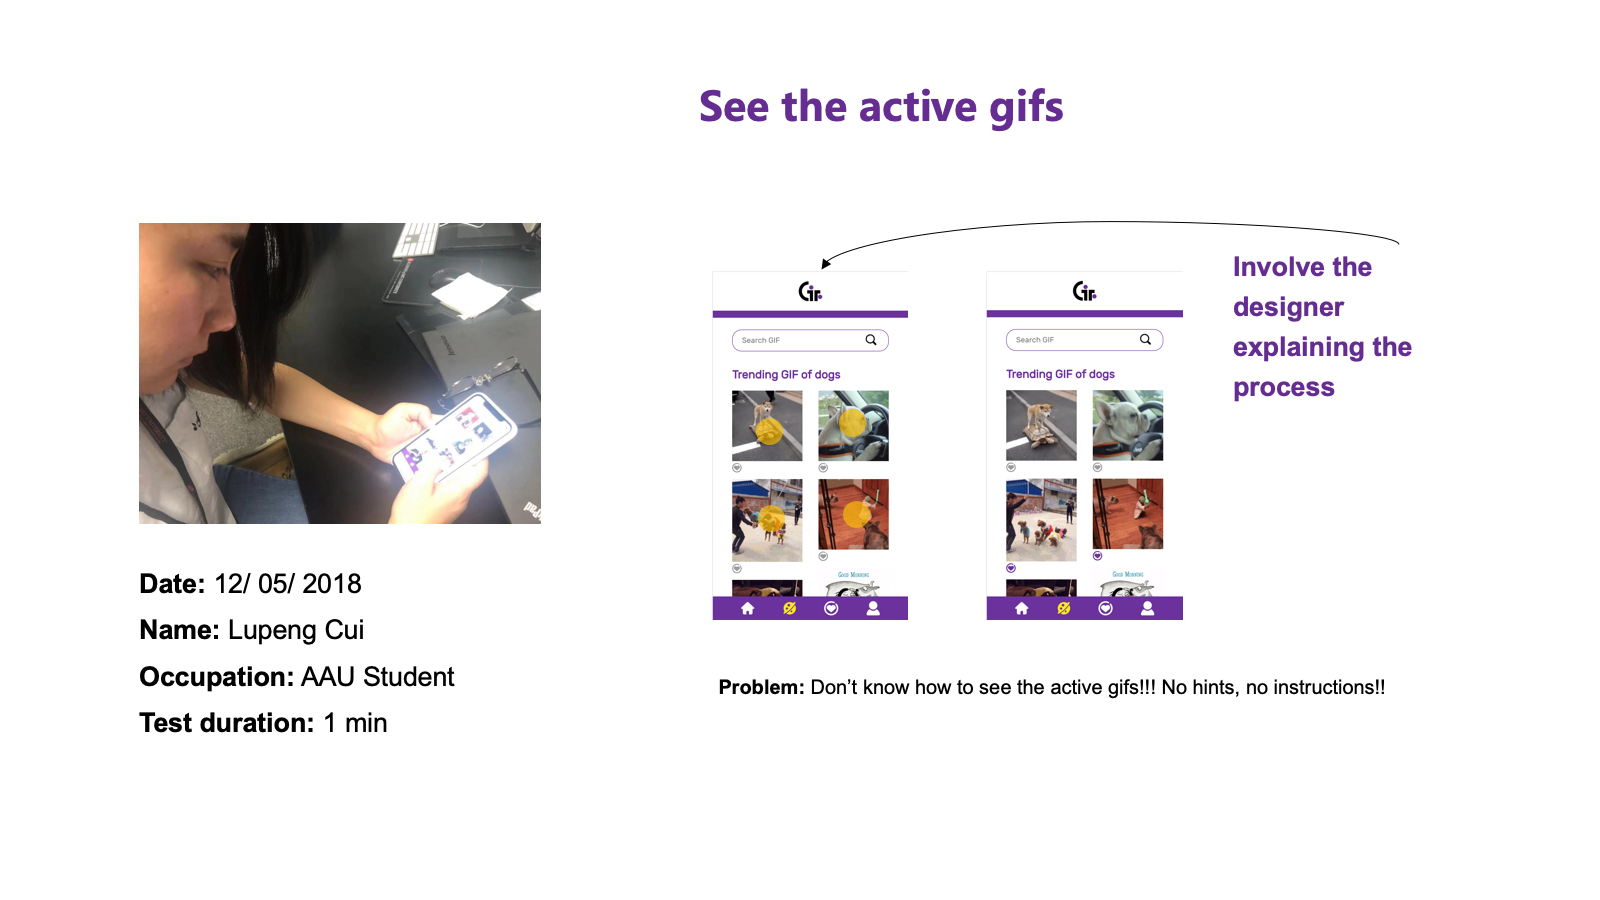 See the active gifs
Involve the
designer
explaining the
process
Gif
Search GIF
Trending GIF of dogs
GOOD MORNING
Gif
Search GIF
Trending GIF of dogs
GOOD MORNING
Date: 12/ 05/ 2018
Name: Lupeng Cui
Occupation: AAU Student
Test duration: 1 min
Problem: Don’t know how to see the active gifs!!! No hints, no instructions!!